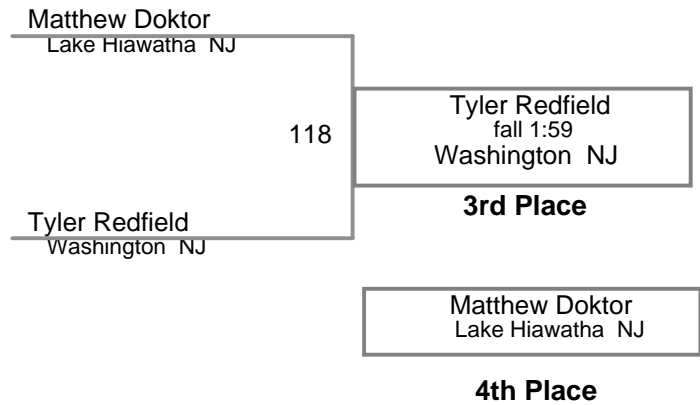 Matthew Doktor
Lake Hiawatha NJ
118
Tyler Redfield
fall 1:59
Washington NJ
3rd Place
Tyler Redfield
Washington NJ
Matthew Doktor
Lake Hiawatha NJ
4th Place